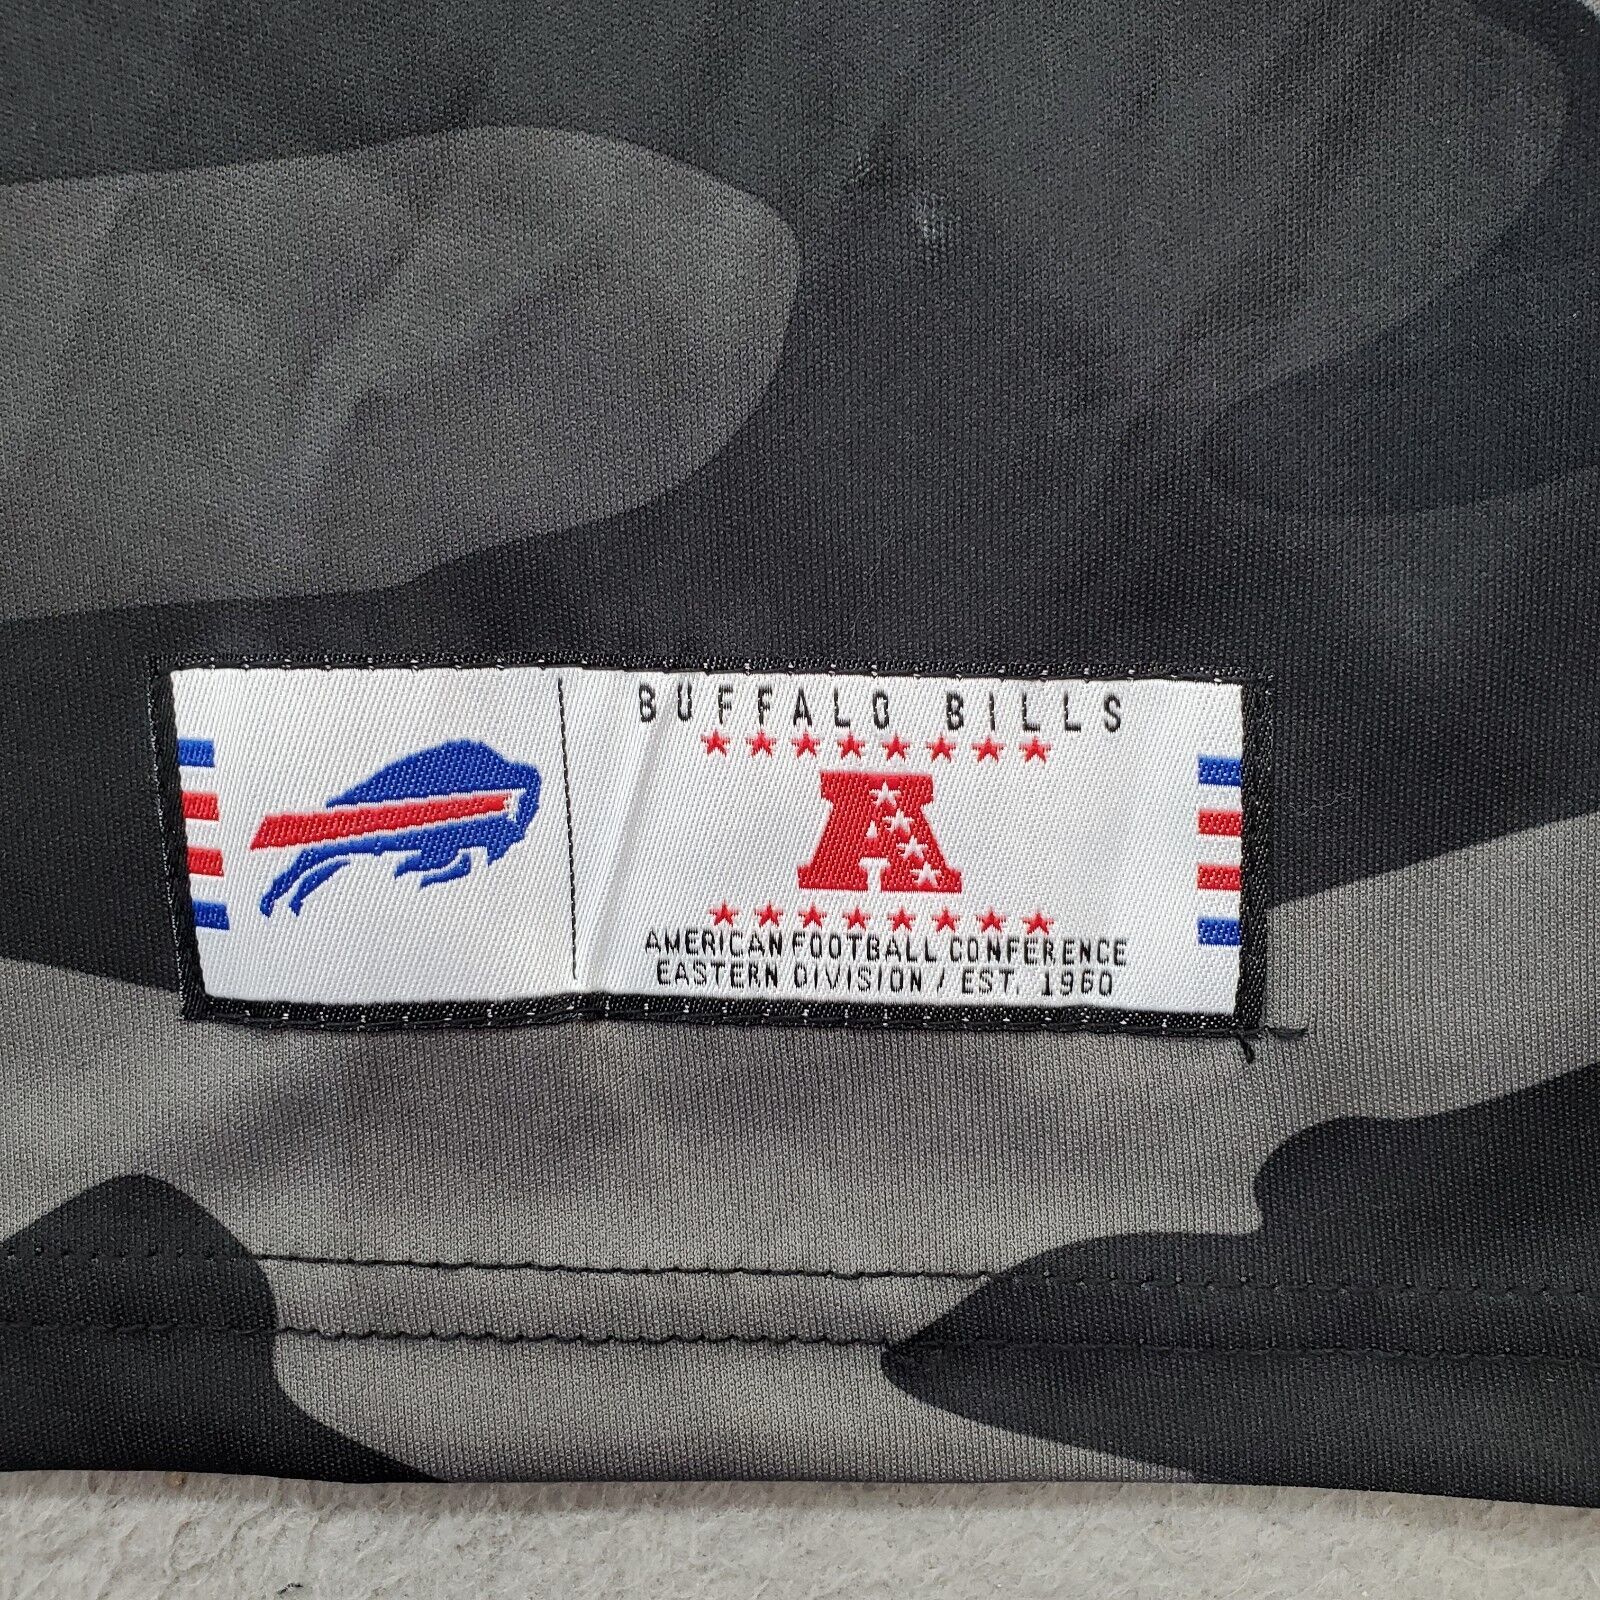 BUFFALO BILLS
A
AMERICAN FOOTBALL CONFERENCE
EASTERN DIVISION / EST. 1960